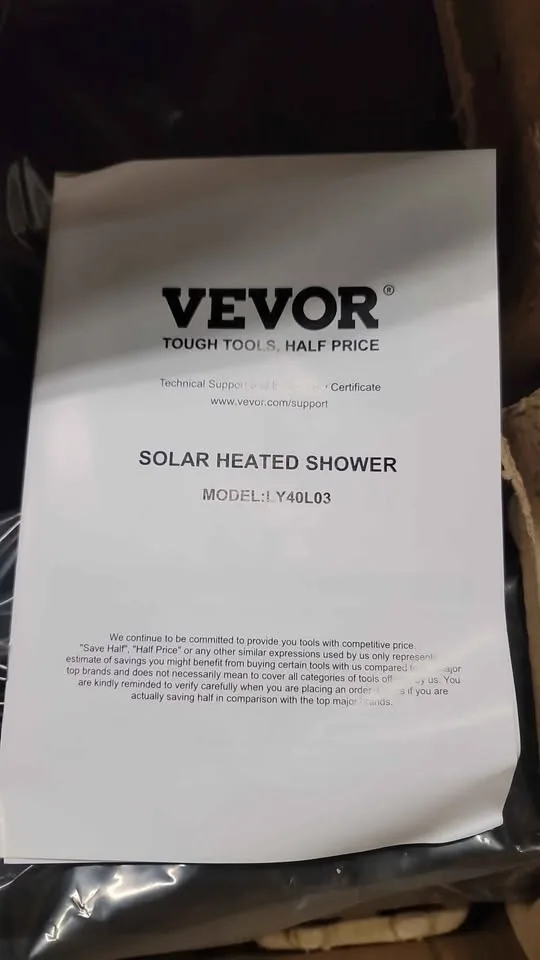 VEVOR®
TOUGH TOOLS, HALF PRICE
Technical Support Certificate
www.vevor.com/support
SOLAR HEATED SHOWER
MODEL:LY40L03
We continue to be committed to provide you tools with competitive price.
"Save Half", "Half Price" or any other similar expressions used by us only represent
estimate of savings you might benefit from buying certain tools with us compared
top brands and does not necessarily mean to cover all categories of tools by us. You
are kindly reminded to verify carefully when you are placing an order if you are
actually saving half in comparison with the top major brands.